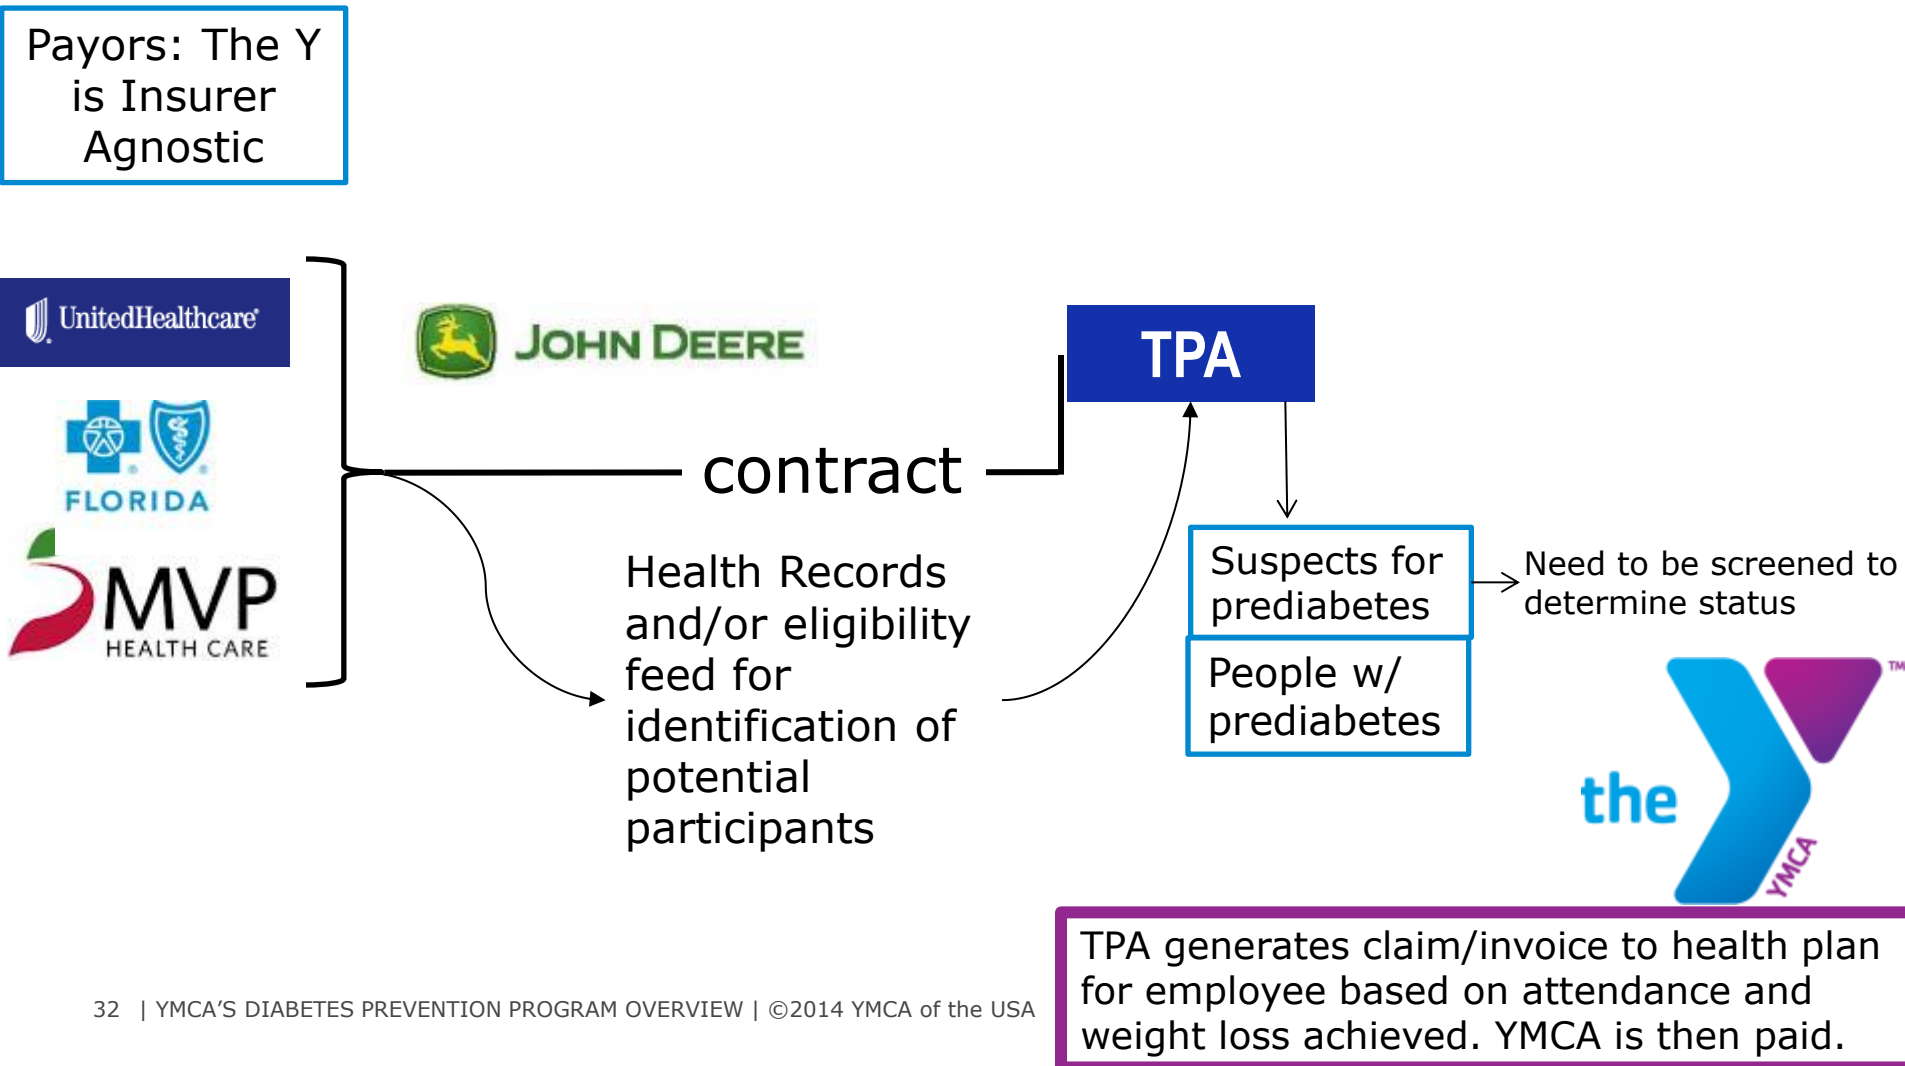 Payors: The Y
is Insurer
Agnostic
UnitedHealthcare®
JOHN DEERE
TPA
FLORIDA
contract
MVP
HEALTH CARE
Health Records
and/or eligibility
feed for
identification of
potential
participants
Suspects for
prediabetes
Need to be screened to
determine status
People w/
prediabetes
the
YMCA
TM
TPA generates claim/invoice to health plan
for employee based on attendance and
weight loss achieved. YMCA is then paid.
32 | YMCA’S DIABETES PREVENTION PROGRAM OVERVIEW | ©2014 YMCA of the USA